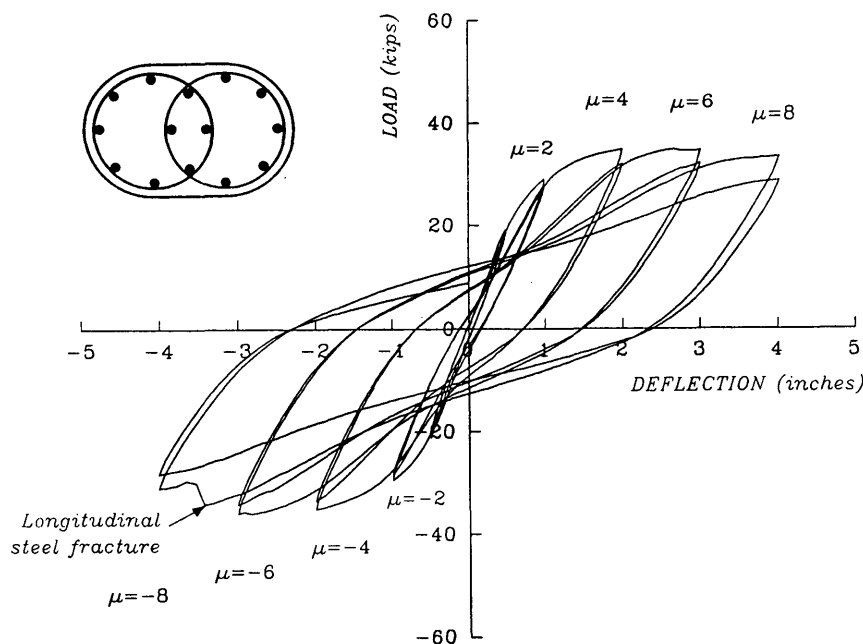 60
LOAD (kips)
40
μ=2
μ=4
μ=6
μ=8
20
0
-5
-4
-3
-2
-1
0
1
2
3
4
5
DEFLECTION (inches)
-20
μ=-2
Longitudinal
steel fracture
-40
μ=-4
μ=-6
μ=-8
-60